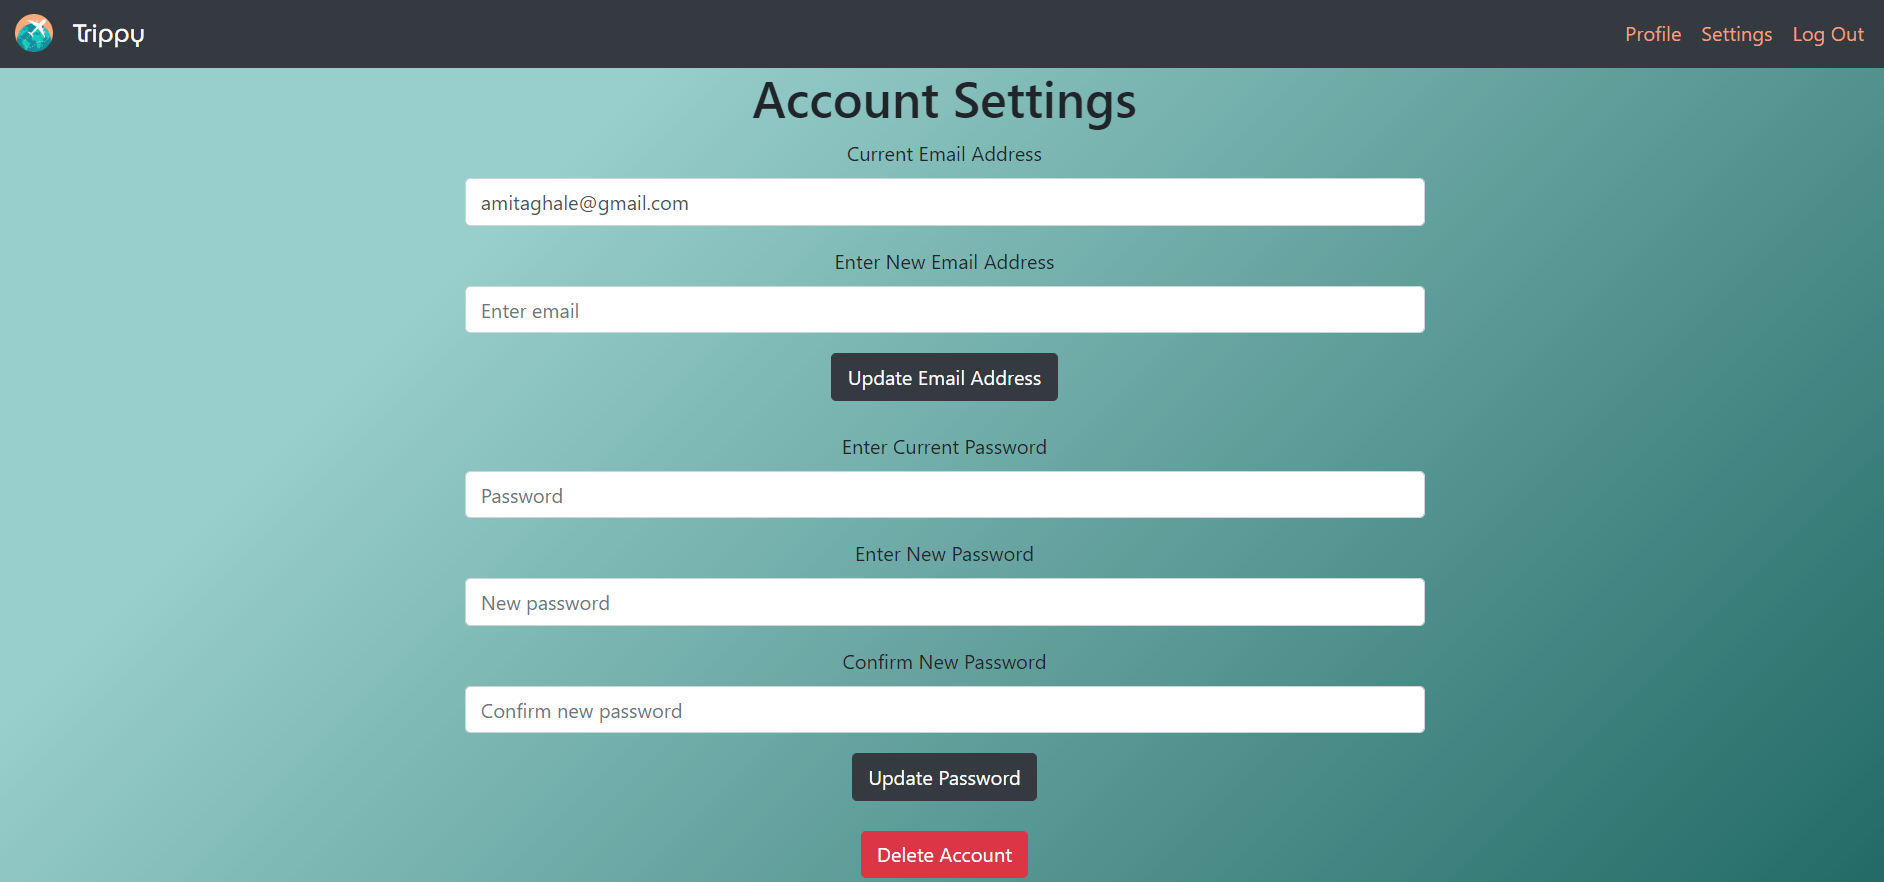 Trippy
Profile Settings Log Out
Account Settings
Current Email Address
amitaghale@gmail.com
Enter New Email Address
Enter email
Update Email Address
Enter Current Password
Password
Enter New Password
New password
Confirm New Password
Confirm new password
Update Password
Delete Account